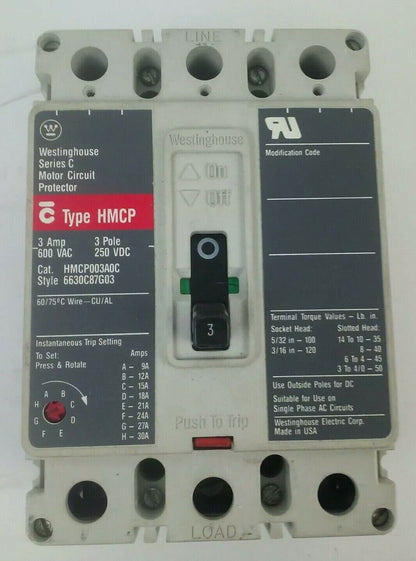 LINE
W
Westinghouse
Series C
Motor Circuit
Protector
C Type HMCP
3 Amp 3 Pole
600 VAC 250 VDC
Cat. HMCP003A0C
Style 6630C87G03
60/75ºC Wire–CU/AL
Instantaneous Trip Setting
To Set: Amps
Press & Rotate
A – 9A
B – 12A
C – 15A
D – 18A
E – 21A
F – 24A
G – 27A
H – 30A
A B
H C
G D
F E
Westinghouse
On
Off
O
3
Push To Trip
RU
Modification Code
Terminal Torque Values – Lb. in.
Socket Head: Slotted Head:
5/32 in – 100 14 To 10 – 35
3/16 in – 120 8 – 40
6 To 4 – 45
3 To 4/0 – 50
Use Outside Poles for DC
Suitable for Use on
Single Phase AC Circuits
Westinghouse Electric Corp.
Made in USA
LOAD